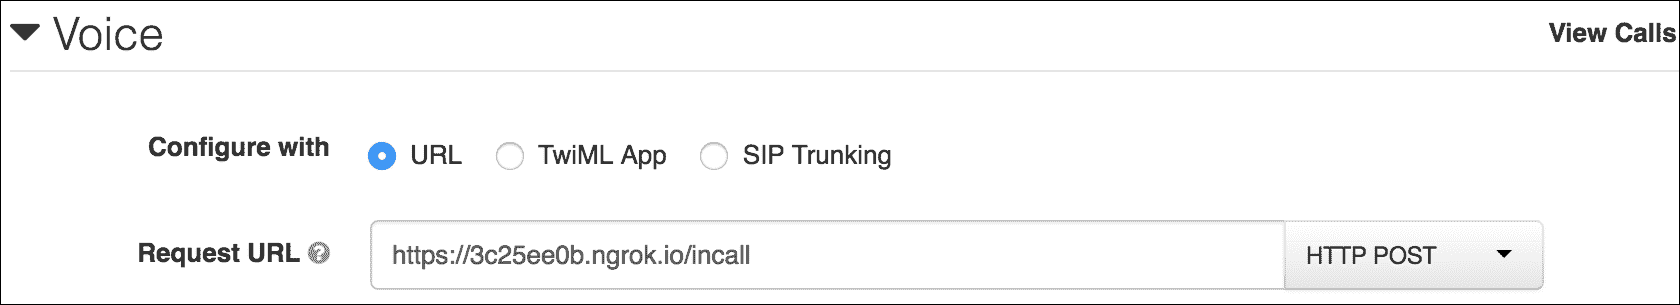 Voice
View Calls
Configure with
URL
TwiML App
SIP Trunking
Request URL ?
https://3c25ee0b.ngrok.io/incall
HTTP POST